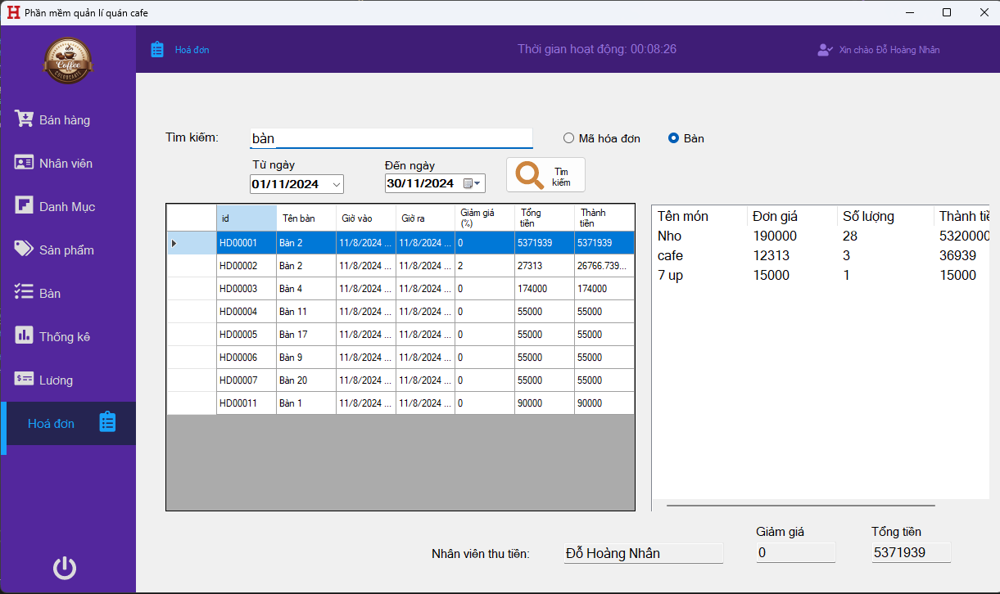 Phần mềm quản lí quán cafe
Coffee
Hoá đơn
Thời gian hoạt động: 00:08:26
Xin chào Đỗ Hoàng Nhân
Bán hàng
Nhân viên
Danh Mục
Sản phẩm
Bàn
Thống kê
Lương
Hoá đơn
Tìm kiếm: bàn
Mã hóa đơn
Bàn
Từ ngày
Đến ngày
01/11/2024
30/11/2024
Tìm
kiếm
id Tên bàn Giờ vào Giờ ra Giảm giá (%) Tổng tiền Thành tiền
HD00001 Bàn 2 11/8/2024 ... 11/8/2024 ... 0 5371939 5371939
HD00002 Bàn 2 11/8/2024 ... 11/8/2024 ... 2 27313 26766.739...
HD00003 Bàn 4 11/8/2024 ... 11/8/2024 ... 0 174000 174000
HD00004 Bàn 11 11/8/2024 ... 11/8/2024 ... 0 55000 55000
HD00005 Bàn 17 11/8/2024 ... 11/8/2024 ... 0 55000 55000
HD00006 Bàn 9 11/8/2024 ... 11/8/2024 ... 0 55000 55000
HD00007 Bàn 20 11/8/2024 ... 11/8/2024 ... 0 55000 55000
HD00011 Bàn 1 11/8/2024 ... 11/8/2024 ... 0 90000 90000
Tên món Đơn giá Số lượng Thành tiề
Nho 190000 28 5320000
cafe 12313 3 36939
7 up 15000 1 15000
Giảm giá
Tổng tiền
Nhân viên thu tiền: Đỗ Hoàng Nhân
0
5371939